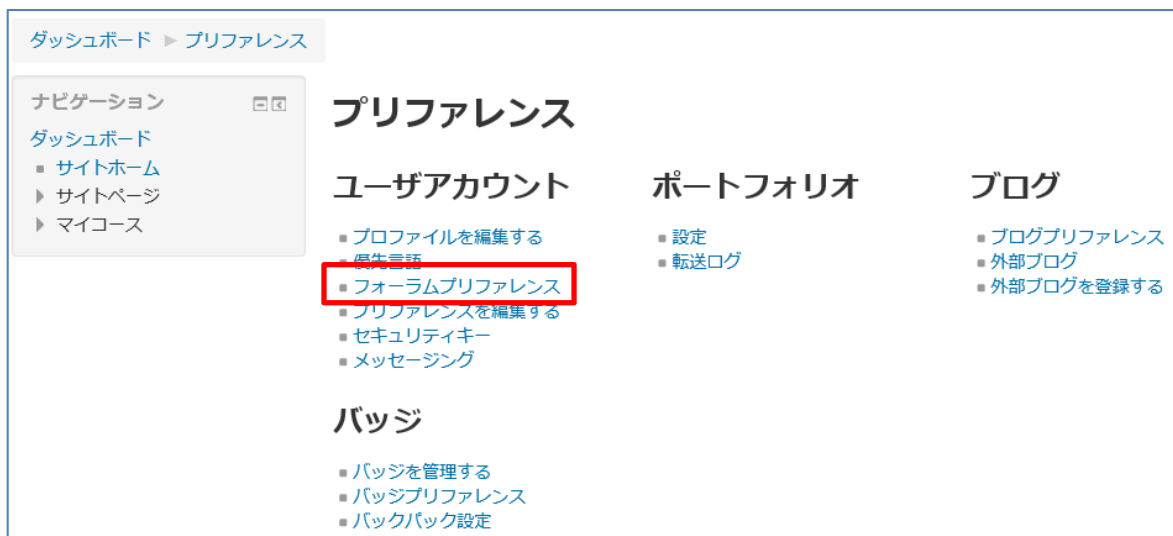 ダッシュボード ▶ プリファレンス
ナビゲーション
ダッシュボード
サイトホーム
サイトページ
マイコース
プリファレンス
ユーザアカウント
プロファイルを編集する
優先言語
フォーラムプリファレンス
プリファレンスを編集する
セキュリティキー
メッセージング
ポートフォリオ
設定
転送ログ
ブログ
ブログプリファレンス
外部ブログ
外部ブログを登録する
バッジ
バッジを管理する
バッジプリファレンス
バックパック設定